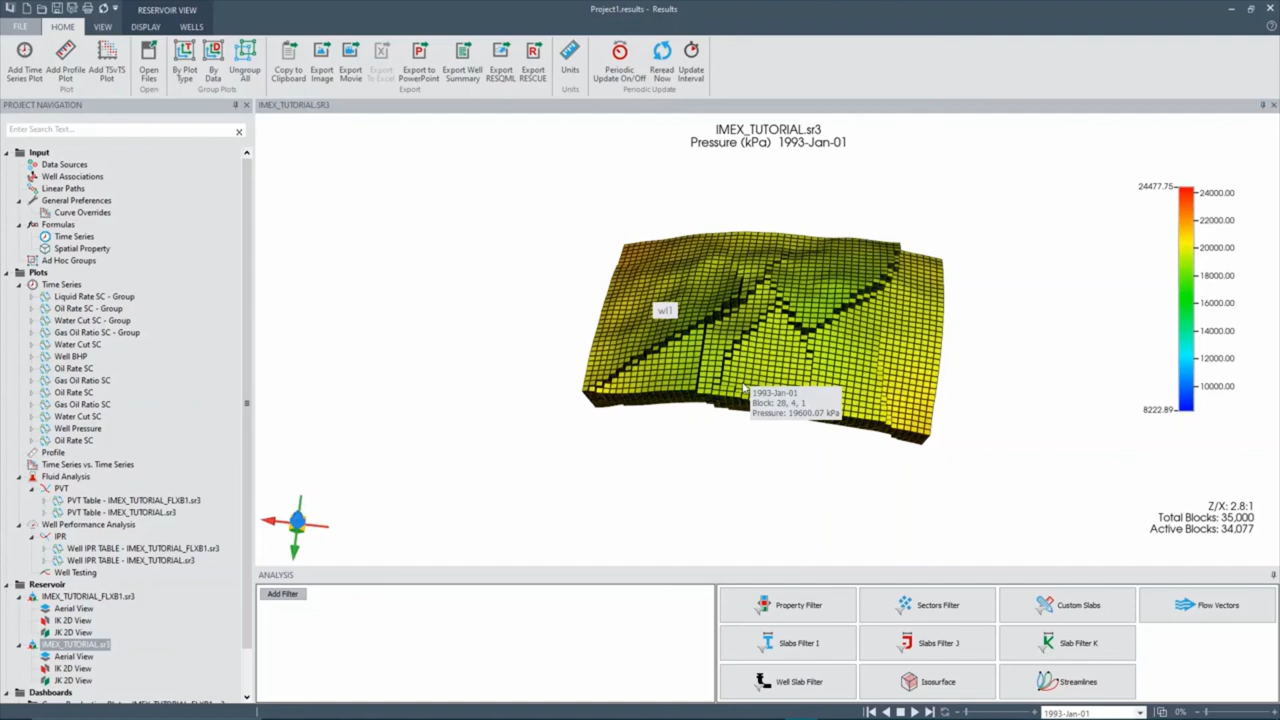 RESERVOIR VIEW
Project1.results - Results
FILE
HOME
VIEW
DISPLAY
WELLS
Add Time Series Plot
Add Profile Plot
Add TSvTS Plot
Plot
Open Files
Open
By Plot Type
By Data
Ungroup All
Group Plots
Copy to Clipboard
Export Image
Export Movie
Export To Excel
Export to PowerPoint
Export Well Summary
Export RESQML
Export RESCUE
Export
Units
Units
Periodic Update On/Off
Reread Now
Update Interval
Periodic Update
PROJECT NAVIGATION
Enter Search Text...
Input
Data Sources
Well Associations
Linear Paths
General Preferences
Curve Overrides
Formulas
Time Series
Spatial Property
Ad Hoc Groups
Plots
Time Series
Liquid Rate SC - Group
Oil Rate SC - Group
Water Cut SC - Group
Gas Oil Ratio SC - Group
Water Cut SC
Well BHP
Oil Rate SC
Gas Oil Ratio SC
Oil Rate SC
Gas Oil Ratio SC
Water Cut SC
Well Pressure
Oil Rate SC
Profile
Time Series vs. Time Series
Fluid Analysis
PVT
PVT Table - IMEX_TUTORIAL_FLXB1.sr3
PVT Table - IMEX_TUTORIAL.sr3
Well Performance Analysis
IPR
Well IPR TABLE - IMEX_TUTORIAL_FLXB1.sr3
Well IPR TABLE - IMEX_TUTORIAL.sr3
Well Testing
Reservoir
IMEX_TUTORIAL_FLXB1.sr3
Aerial View
IK 2D View
JK 2D View
IMEX_TUTORIAL.sr3
Aerial View
IK 2D View
JK 2D View
Dashboards
IMEX_TUTORIAL.SR3
IMEX_TUTORIAL.sr3
Pressure (kPa) 1993-Jan-01
wl1
1993-Jan-01
Block: 28, 4, 1
Pressure: 19600.07 kPa
24477.75
24000.00
22000.00
20000.00
18000.00
16000.00
14000.00
12000.00
10000.00
8222.89
Z/X: 2.8:1
Total Blocks: 35,000
Active Blocks: 34,077
ANALYSIS
Add Filter
Property Filter
Sectors Filter
Custom Slabs
Flow Vectors
Slabs Filter I
Slabs Filter J
Slab Filter K
Well Slab Filter
Isosurface
Streamlines
1993-Jan-01
0%